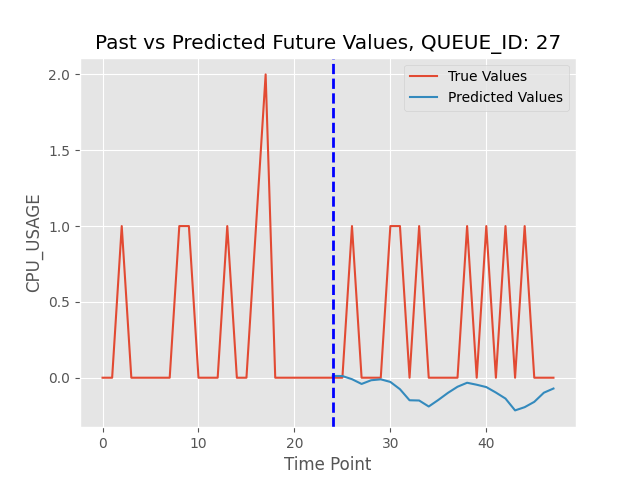 Past vs Predicted Future Values, QUEUE_ID: 27
True Values
Predicted Values
CPU_USAGE
2.0
1.5
1.0
0.5
0.0
0 10 20 30 40
Time Point